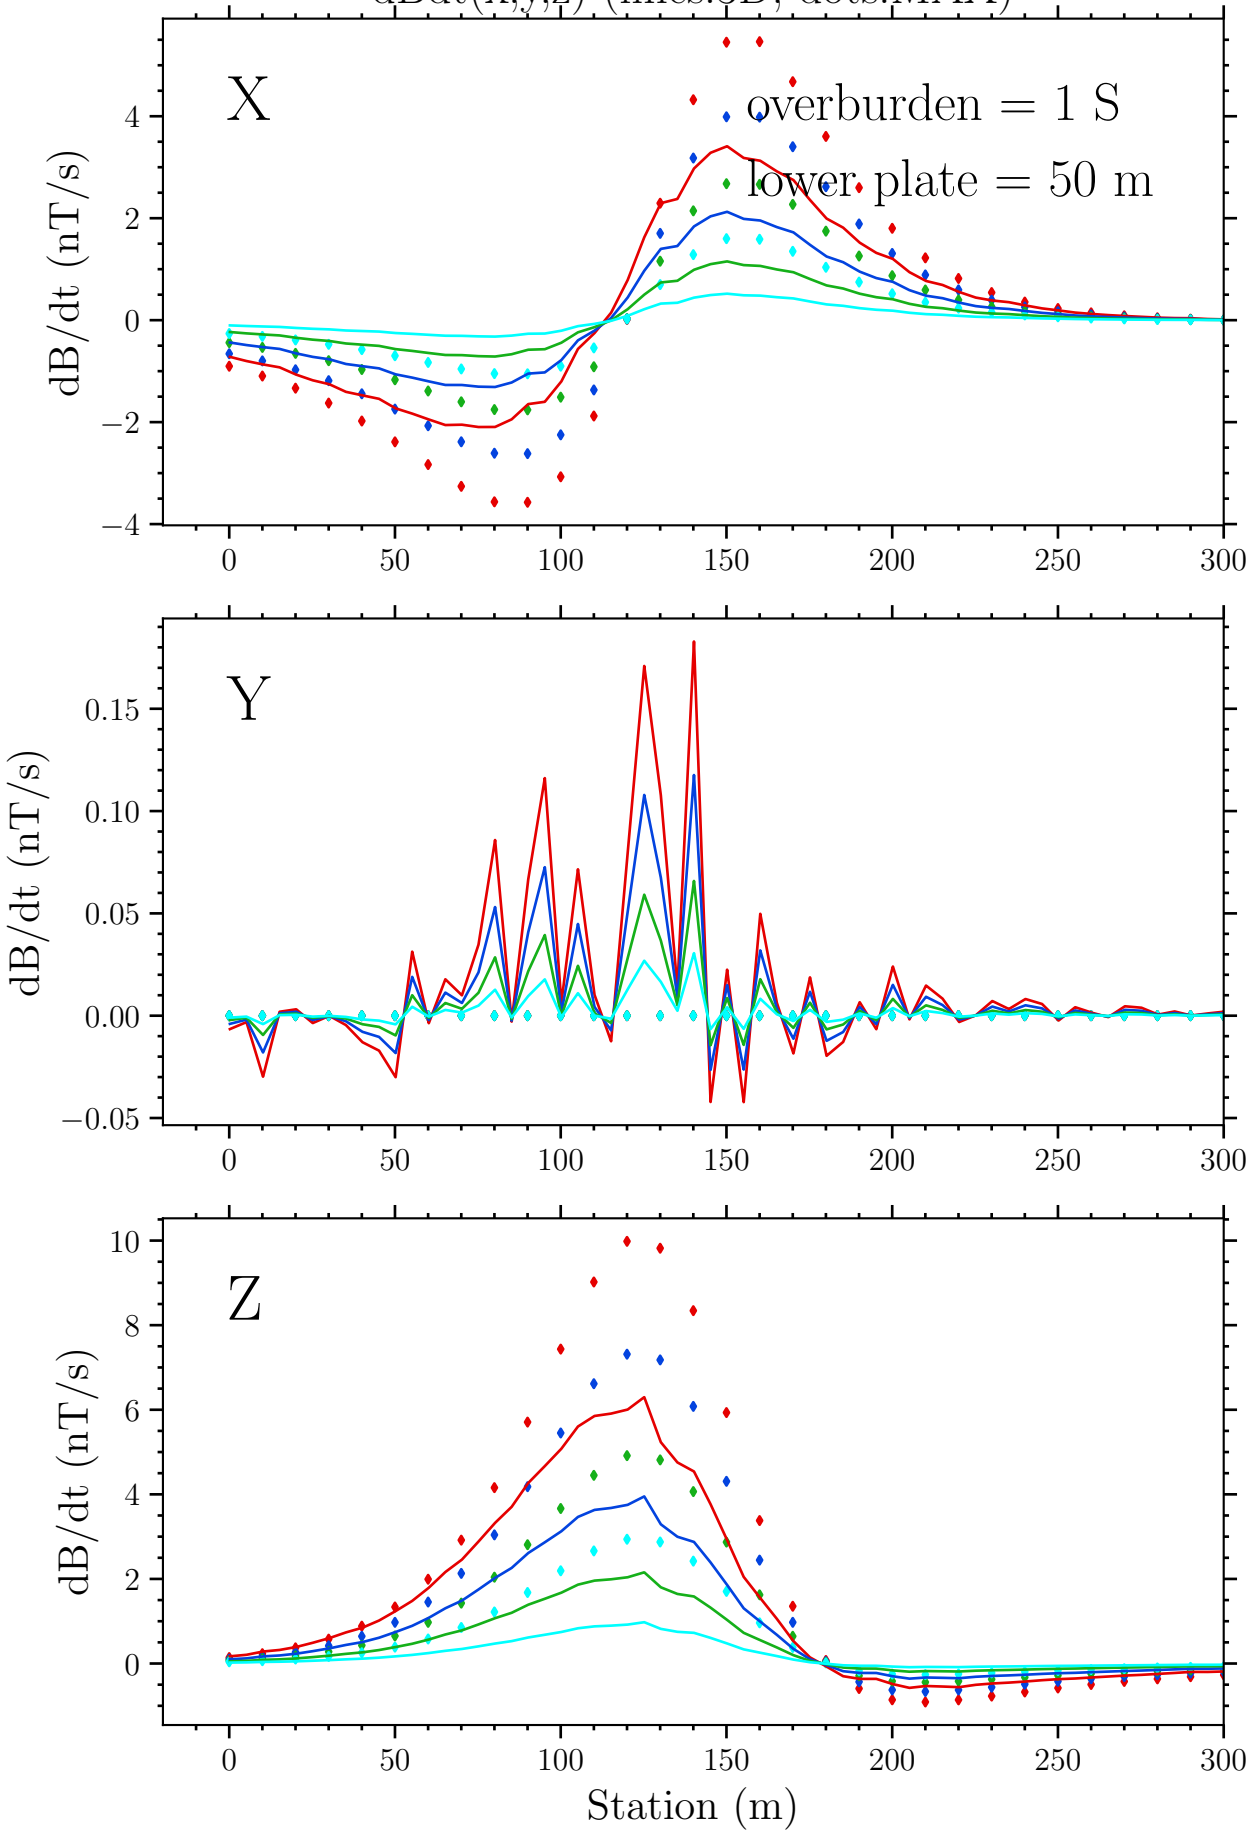 X
overburden = 1 S
lower plate = 50 m
dB/dt (nT/s)
4
2
0
−2
−4
0 50 100 150 200 250 300
Y
dB/dt (nT/s)
0.15
0.10
0.05
0.00
−0.05
0 50 100 150 200 250 300
Z
dB/dt (nT/s)
10
8
6
4
2
0
0 50 100 150 200 250 300
Station (m)